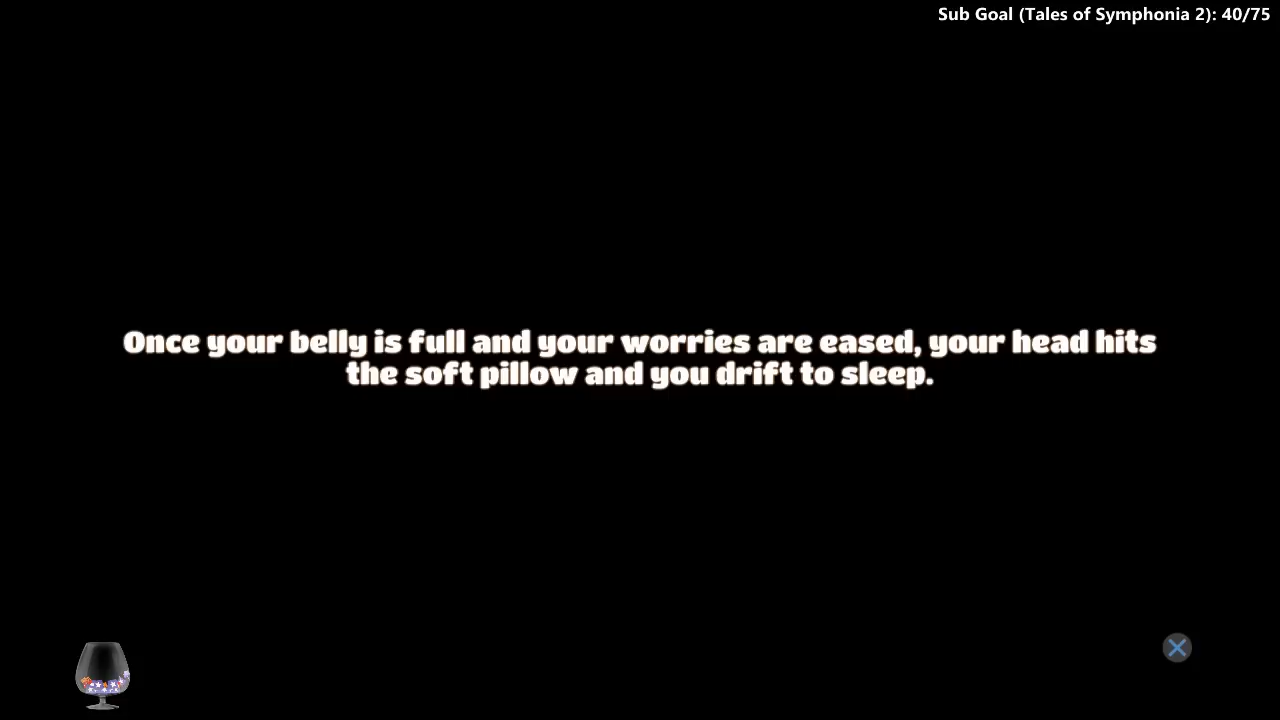 Sub Goal (Tales of Symphonia 2): 40/75
Once your belly is full and your worries are eased, your head hits
the soft pillow and you drift to sleep.